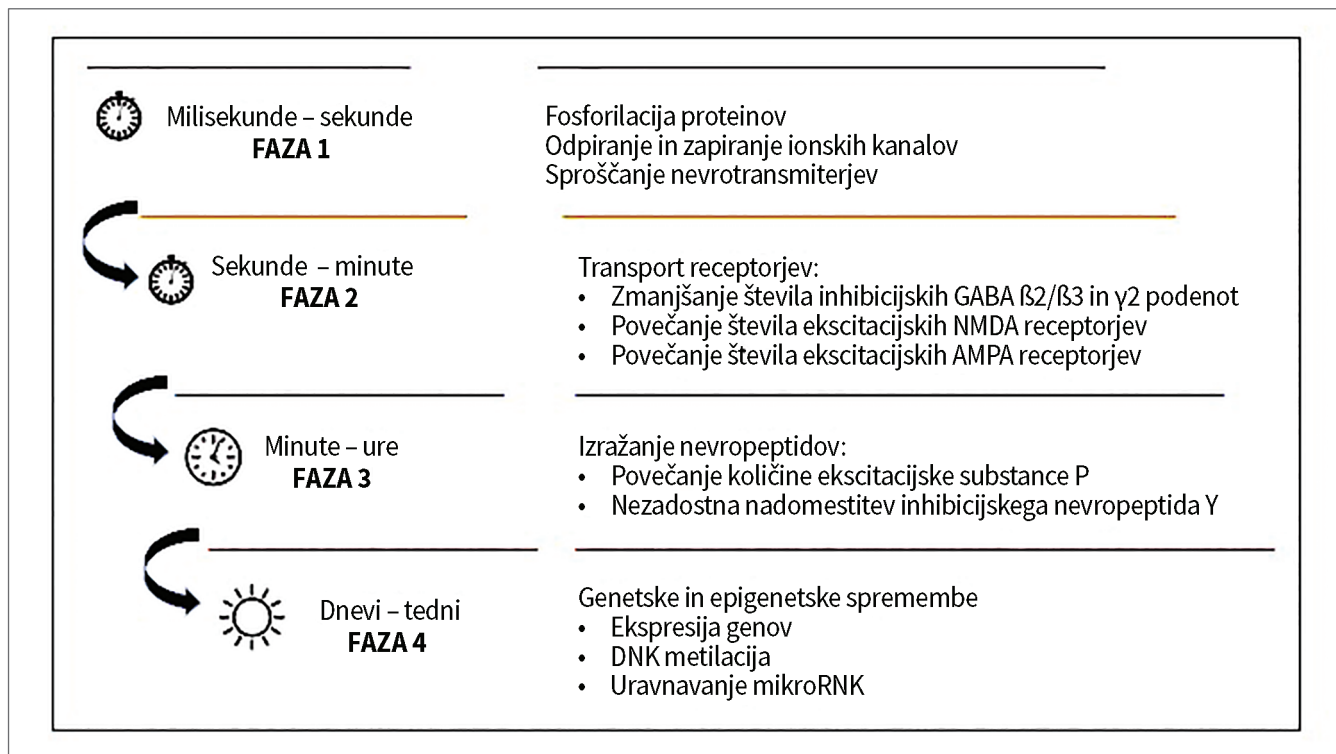 Milisekunde – sekunde
FAZA 1
Fosforilacija proteinov
Odpiranje in zapiranje ionskih kanalov
Sproščanje nevrotransmiterjev
Sekunde – minute
FAZA 2
Transport receptorjev:
• Zmanjšanje števila inhibicijskih GABA ß2/ß3 in γ2 podenot
• Povečanje števila ekscitacijskih NMDA receptorjev
• Povečanje števila ekscitacijskih AMPA receptorjev
Minute – ure
FAZA 3
Izražanje nevropeptidov:
• Povečanje količine ekscitacijske substance P
• Nezadostna nadomestitev inhibicijskega nevropeptida Y
Dnevi – tedni
FAZA 4
Genetske in epigenetske spremembe
• Ekspresija genov
• DNK metilacija
• Uravnavanje mikroRNK